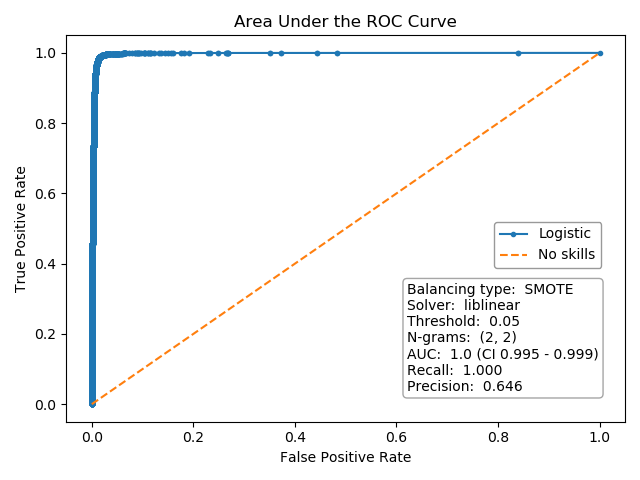 Area Under the ROC Curve
1.0
0.8
0.6
0.4
0.2
0.0
True Positive Rate
Logistic
No skills
Balancing type:  SMOTE
Solver:  liblinear
Threshold:  0.05
N-grams:  (2, 2)
AUC:  1.0 (CI 0.995 - 0.999)
Recall:  1.000
Precision:  0.646
0.0 0.2 0.4 0.6 0.8 1.0
False Positive Rate